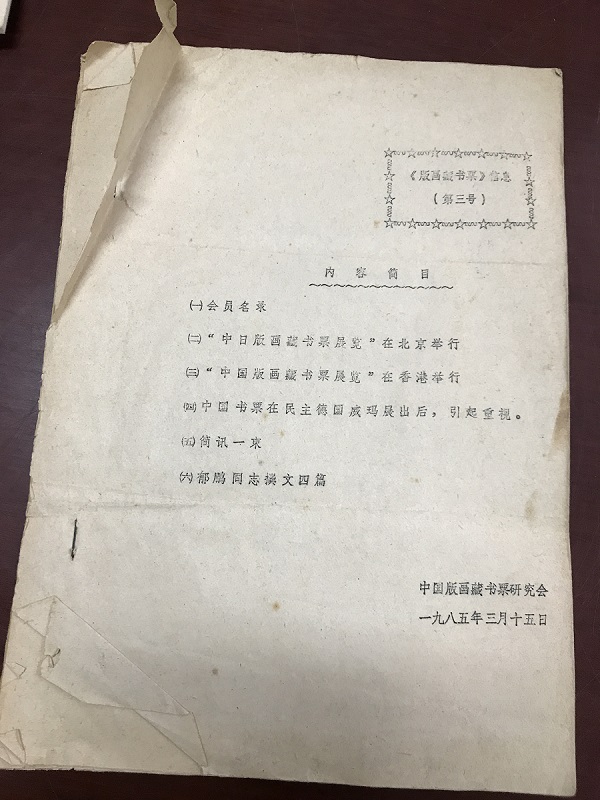 《版画藏书票》信息
(第三号)
内容简目
㈠会员名录
㈡“中日版画藏书票展览”在北京举行
㈢“中国版画藏书票展览”在香港举行
㈣中国书票在民主德国威玛展出后，引起重视。
㈤简讯一束
㈥郁鹏同志撰文四篇
中国版画藏书票研究会
一九八五年三月十五日